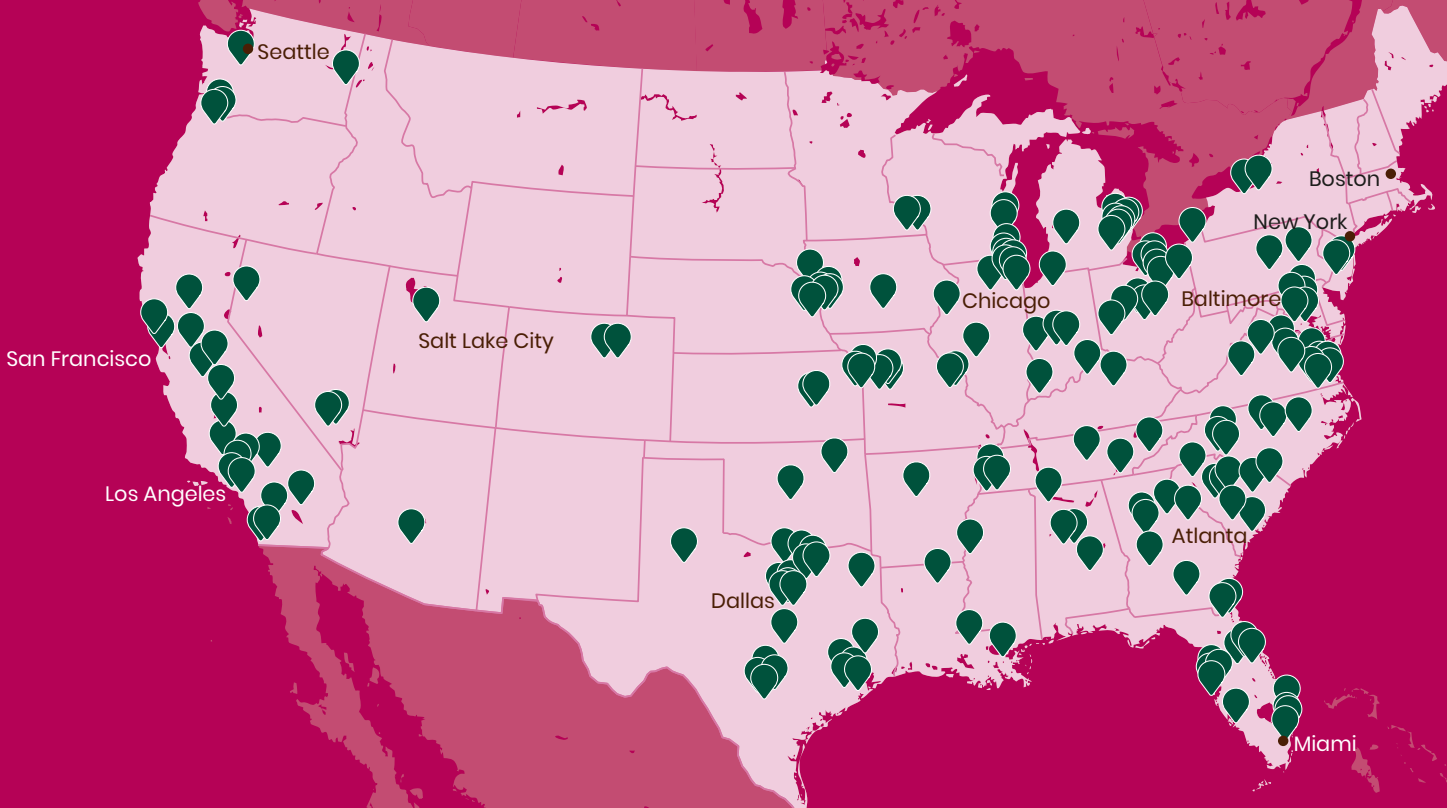 Seattle
Boston
New York
Chicago
Baltimore
Salt Lake City
San Francisco
Los Angeles
Atlanta
Dallas
Miami